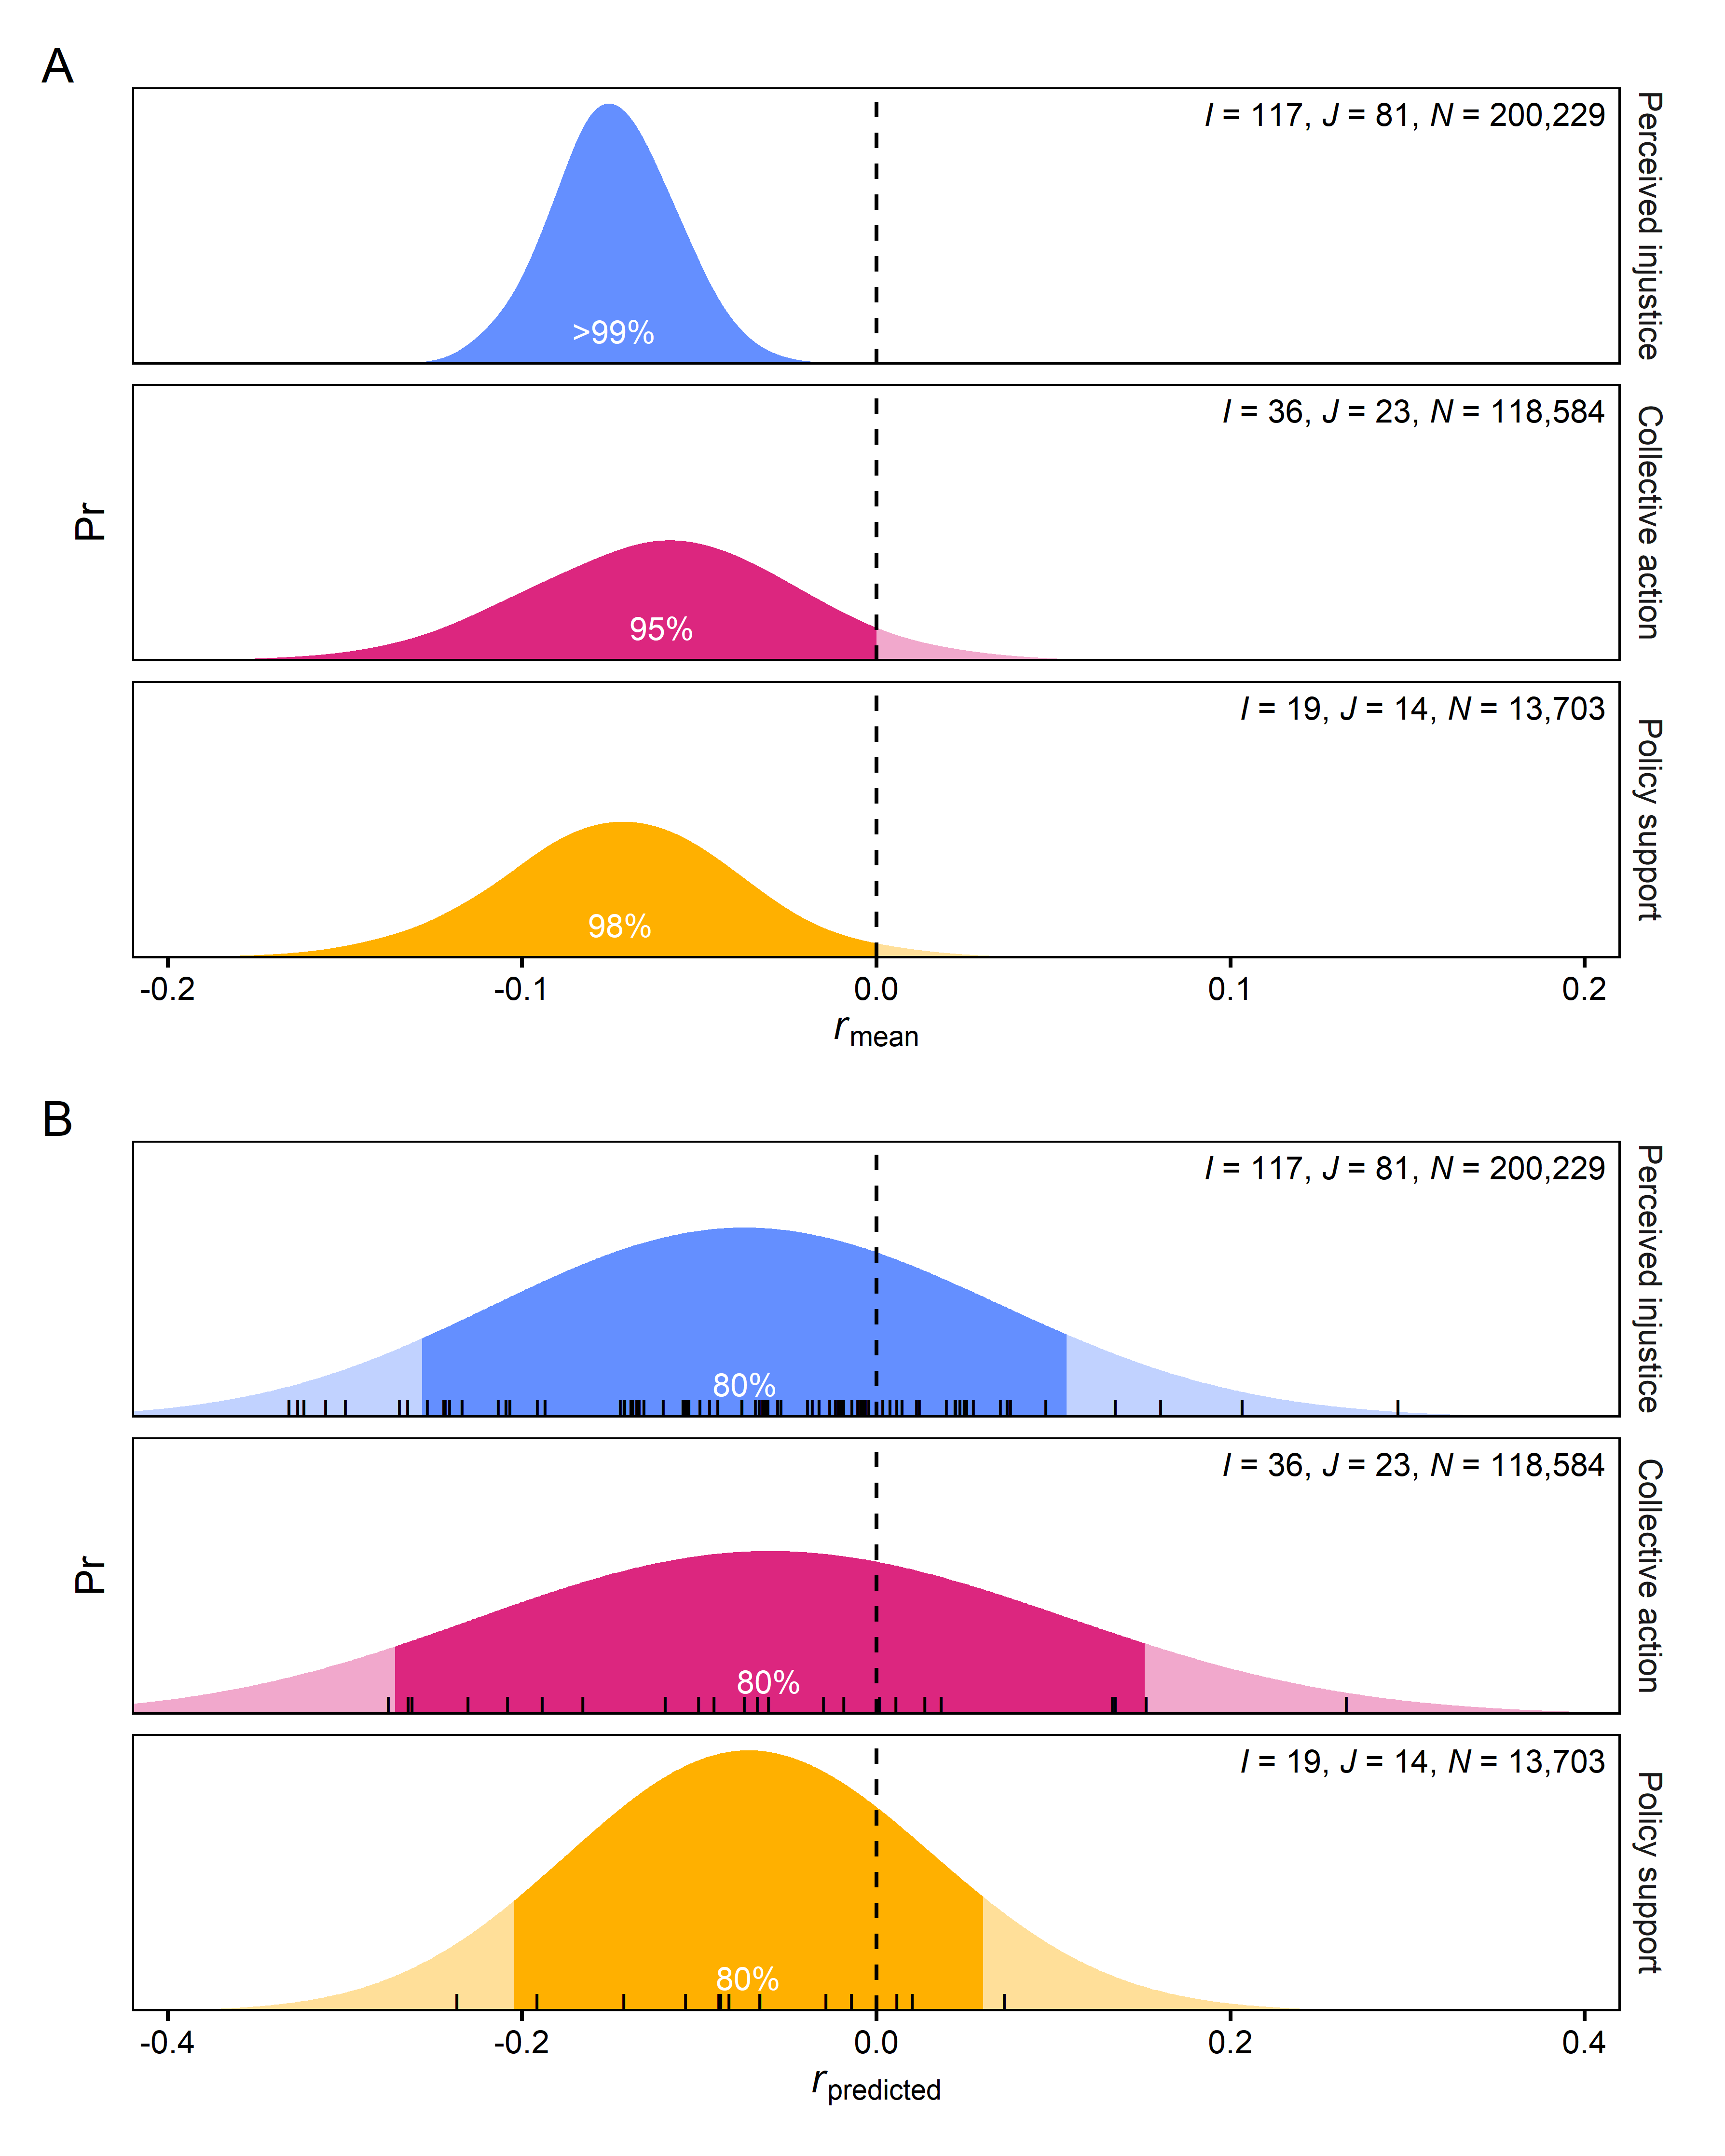 A
I = 117, J = 81, N = 200,229
Perceived injustice
>99%
I = 36, J = 23, N = 118,584
Collective action
95%
Pr
I = 19, J = 14, N = 13,703
Policy support
98%
-0.2 -0.1 0.0 0.1 0.2
rmean
B
I = 117, J = 81, N = 200,229
Perceived injustice
80%
I = 36, J = 23, N = 118,584
Collective action
80%
Pr
I = 19, J = 14, N = 13,703
Policy support
80%
-0.4 -0.2 0.0 0.2 0.4
rpredicted